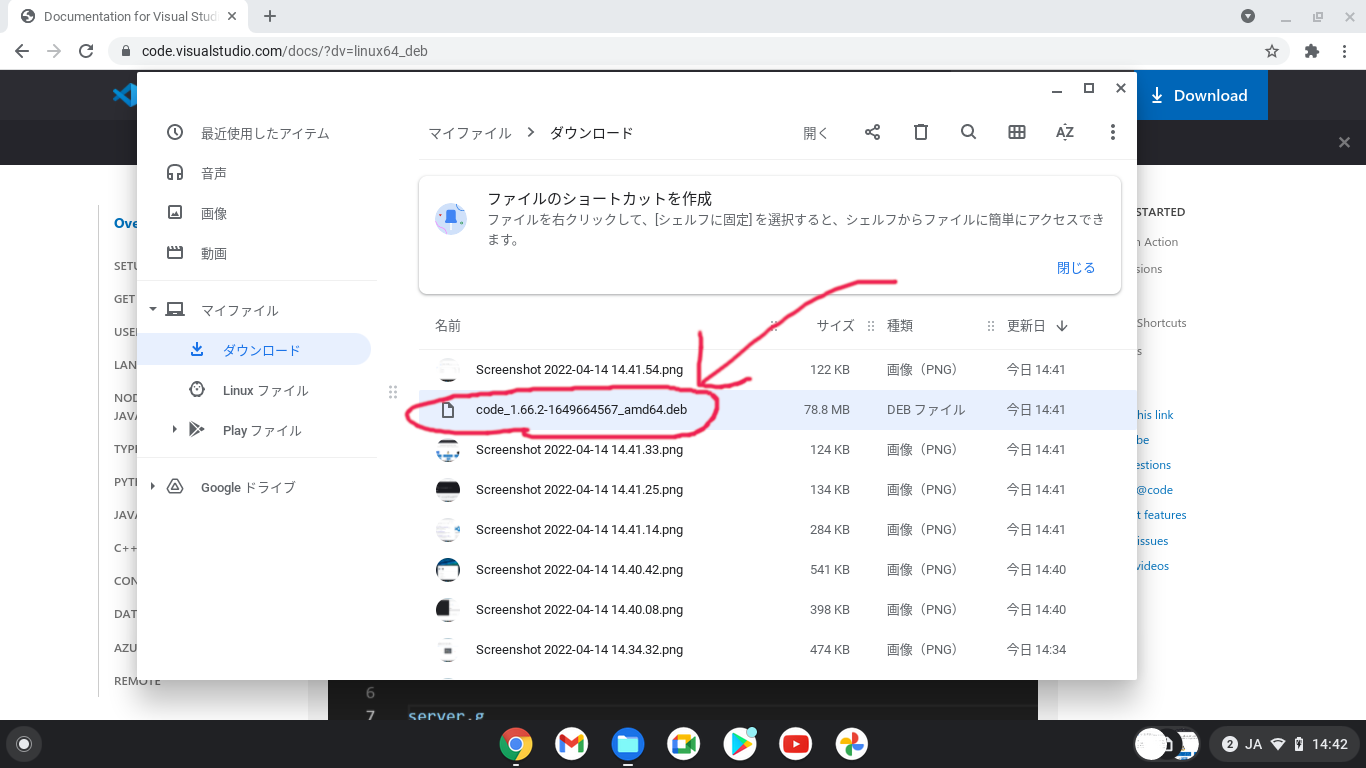 Documentation for Visual Stud
code.visualstudio.com/docs/?dv=linux64_deb
Download
最近使用したアイテム
音声
画像
動画
マイファイル
ダウンロード
Linux ファイル
Play ファイル
Google ドライブ
マイファイル > ダウンロード
開く
AZ
ファイルのショートカットを作成
ファイルを右クリックして、[シェルフに固定] を選択すると、シェルフからファイルに簡単にアクセスでき
ます。
閉じる
名前 サイズ 種類 更新日
Screenshot 2022-04-14 14.41.54.png 122 KB 画像（PNG） 今日 14:41
code_1.66.2-1649664567_amd64.deb 78.8 MB DEB ファイル 今日 14:41
Screenshot 2022-04-14 14.41.33.png 124 KB 画像（PNG） 今日 14:41
Screenshot 2022-04-14 14.41.25.png 134 KB 画像（PNG） 今日 14:41
Screenshot 2022-04-14 14.41.14.png 284 KB 画像（PNG） 今日 14:41
Screenshot 2022-04-14 14.40.42.png 541 KB 画像（PNG） 今日 14:40
Screenshot 2022-04-14 14.40.08.png 398 KB 画像（PNG） 今日 14:40
Screenshot 2022-04-14 14.34.32.png 474 KB 画像（PNG） 今日 14:34
Ove
SETU
GET
USER
LAN
NOD
JAVA
TYPE
PYTH
JAVA
C++
CON
DAT
AZU
REMOTE
STARTED
n Action
sions
Shortcuts
s
his link
be
estions
@code
t features
issues
videos
6
7 server.g
2 JA 14:42